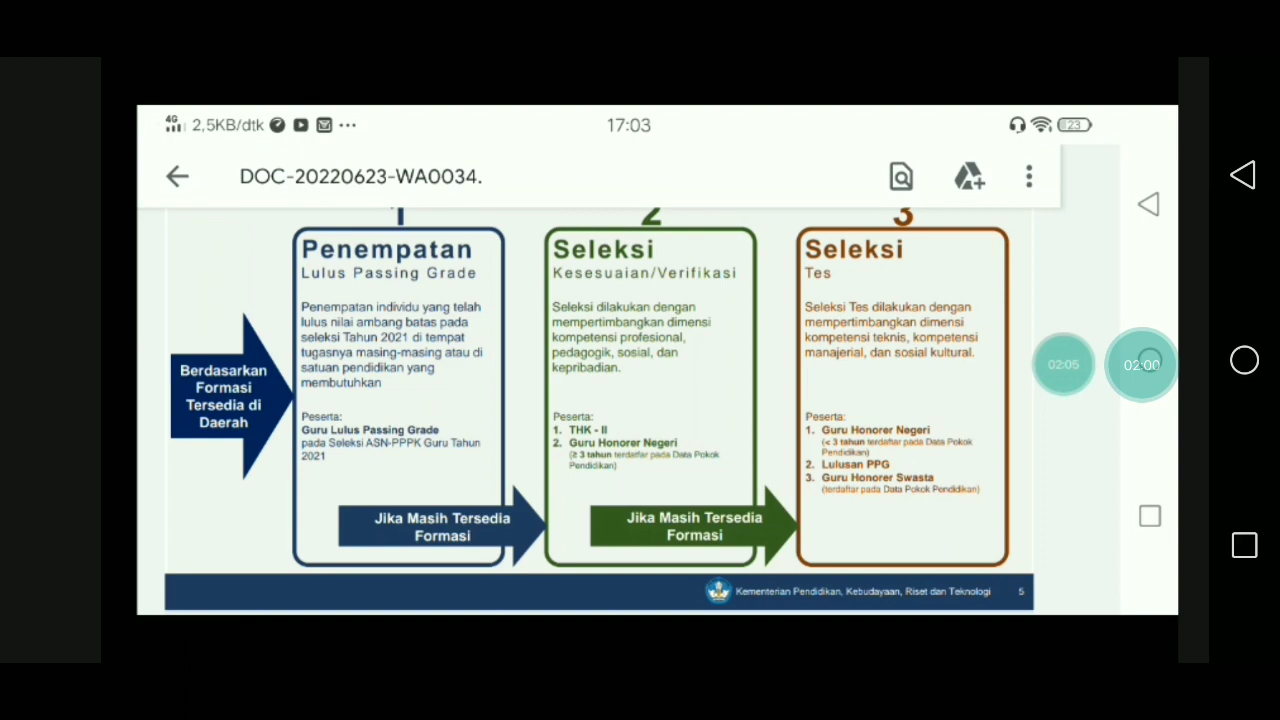 4G 2,5KB/dtk ...
17:03
23
DOC-20220623-WA0034.
1
2
3
Penempatan
Lulus Passing Grade
Penempatan individu yang telah
lulus nilai ambang batas pada
seleksi Tahun 2021 di tempat
tugasnya masing-masing atau di
satuan pendidikan yang
membutuhkan
Peserta:
Guru Lulus Passing Grade
pada Seleksi ASN-PPPK Guru Tahun
2021
Berdasarkan
Formasi
Tersedia di
Daerah
Jika Masih Tersedia
Formasi
Seleksi
Kesesuaian/Verifikasi
Seleksi dilakukan dengan
mempertimbangkan dimensi
kompetensi profesional,
pedagogik, sosial, dan
kepribadian.
Peserta:
1. THK - II
2. Guru Honorer Negeri
(≥ 3 tahun terdaftar pada Data Pokok
Pendidikan)
Jika Masih Tersedia
Formasi
Seleksi
Tes
Seleksi Tes dilakukan dengan
mempertimbangkan dimensi
kompetensi teknis, kompetensi
manajerial, dan sosial kultural.
Peserta:
1. Guru Honorer Negeri
(< 3 tahun terdaftar pada Data Pokok
Pendidikan)
2. Lulusan PPG
3. Guru Honorer Swasta
(terdaftar pada Data Pokok Pendidikan)
02:05
02:00
Kementerian Pendidikan, Kebudayaan, Riset dan Teknologi
5